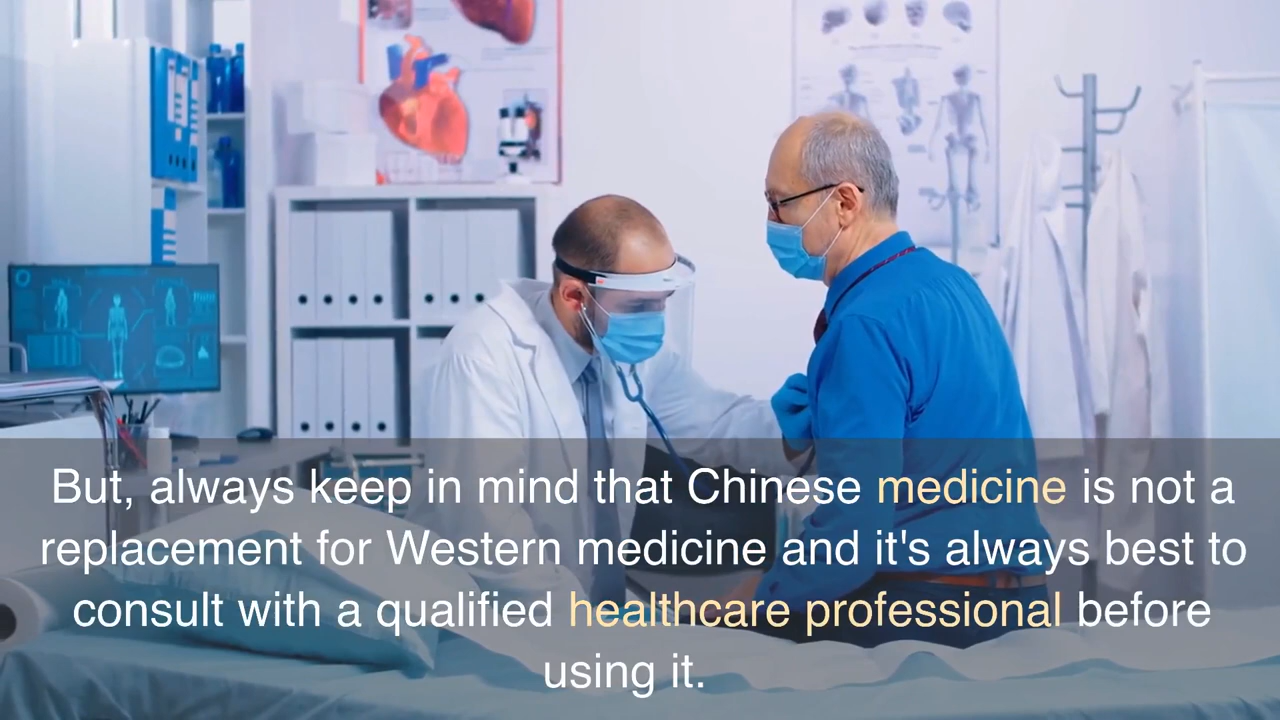 But, always keep in mind that Chinese medicine is not a
replacement for Western medicine and it's always best to
consult with a qualified healthcare professional before
using it.